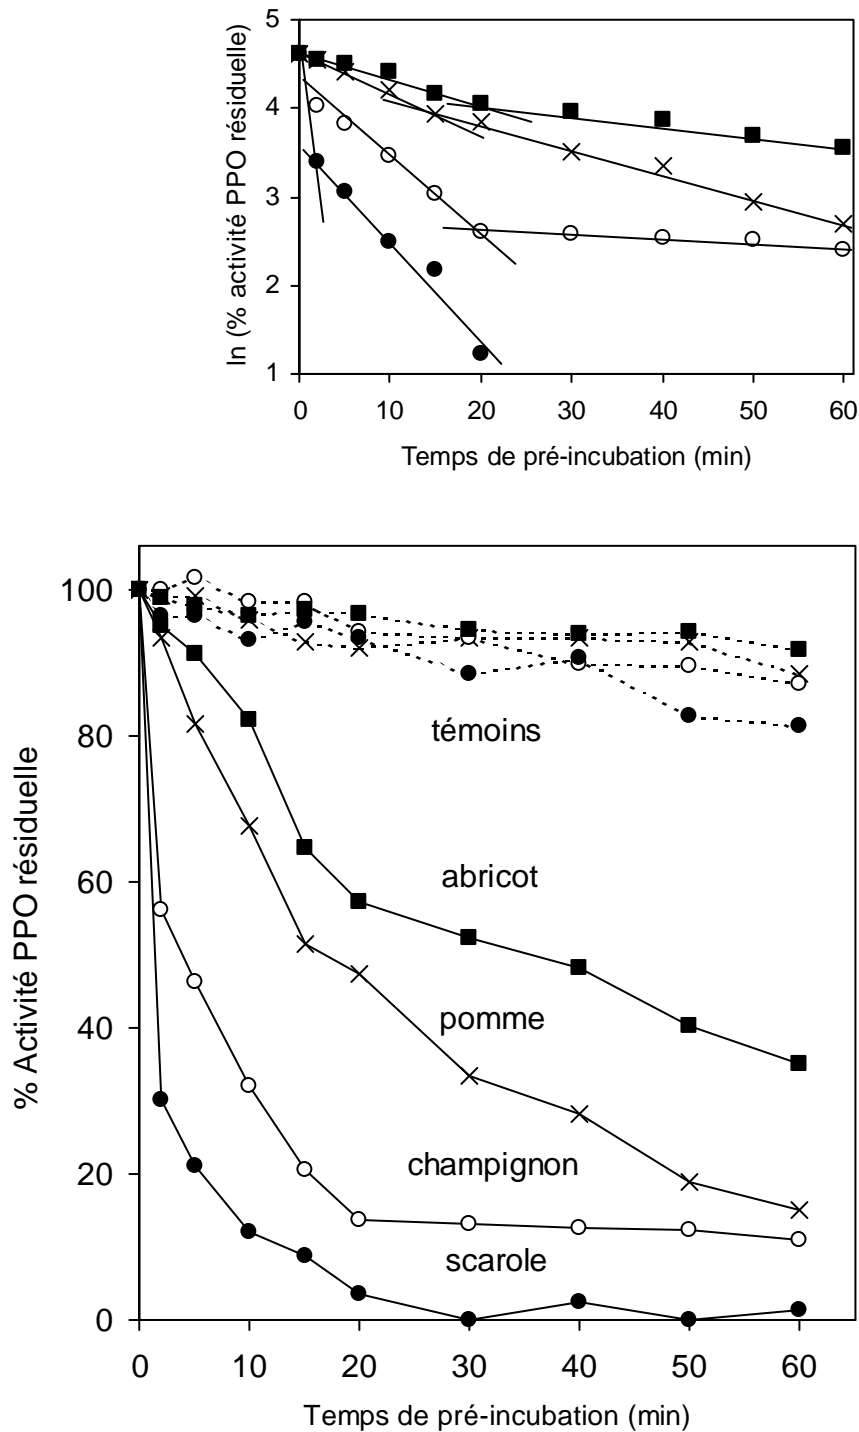 5
4
3
2
1
ln (% activité PPO résiduelle)
0 10 20 30 40 50 60
Temps de pré-incubation (min)
100
80
60
40
20
0
% Activité PPO résiduelle
témoins
abricot
pomme
champignon
scarole
0 10 20 30 40 50 60
Temps de pré-incubation (min)